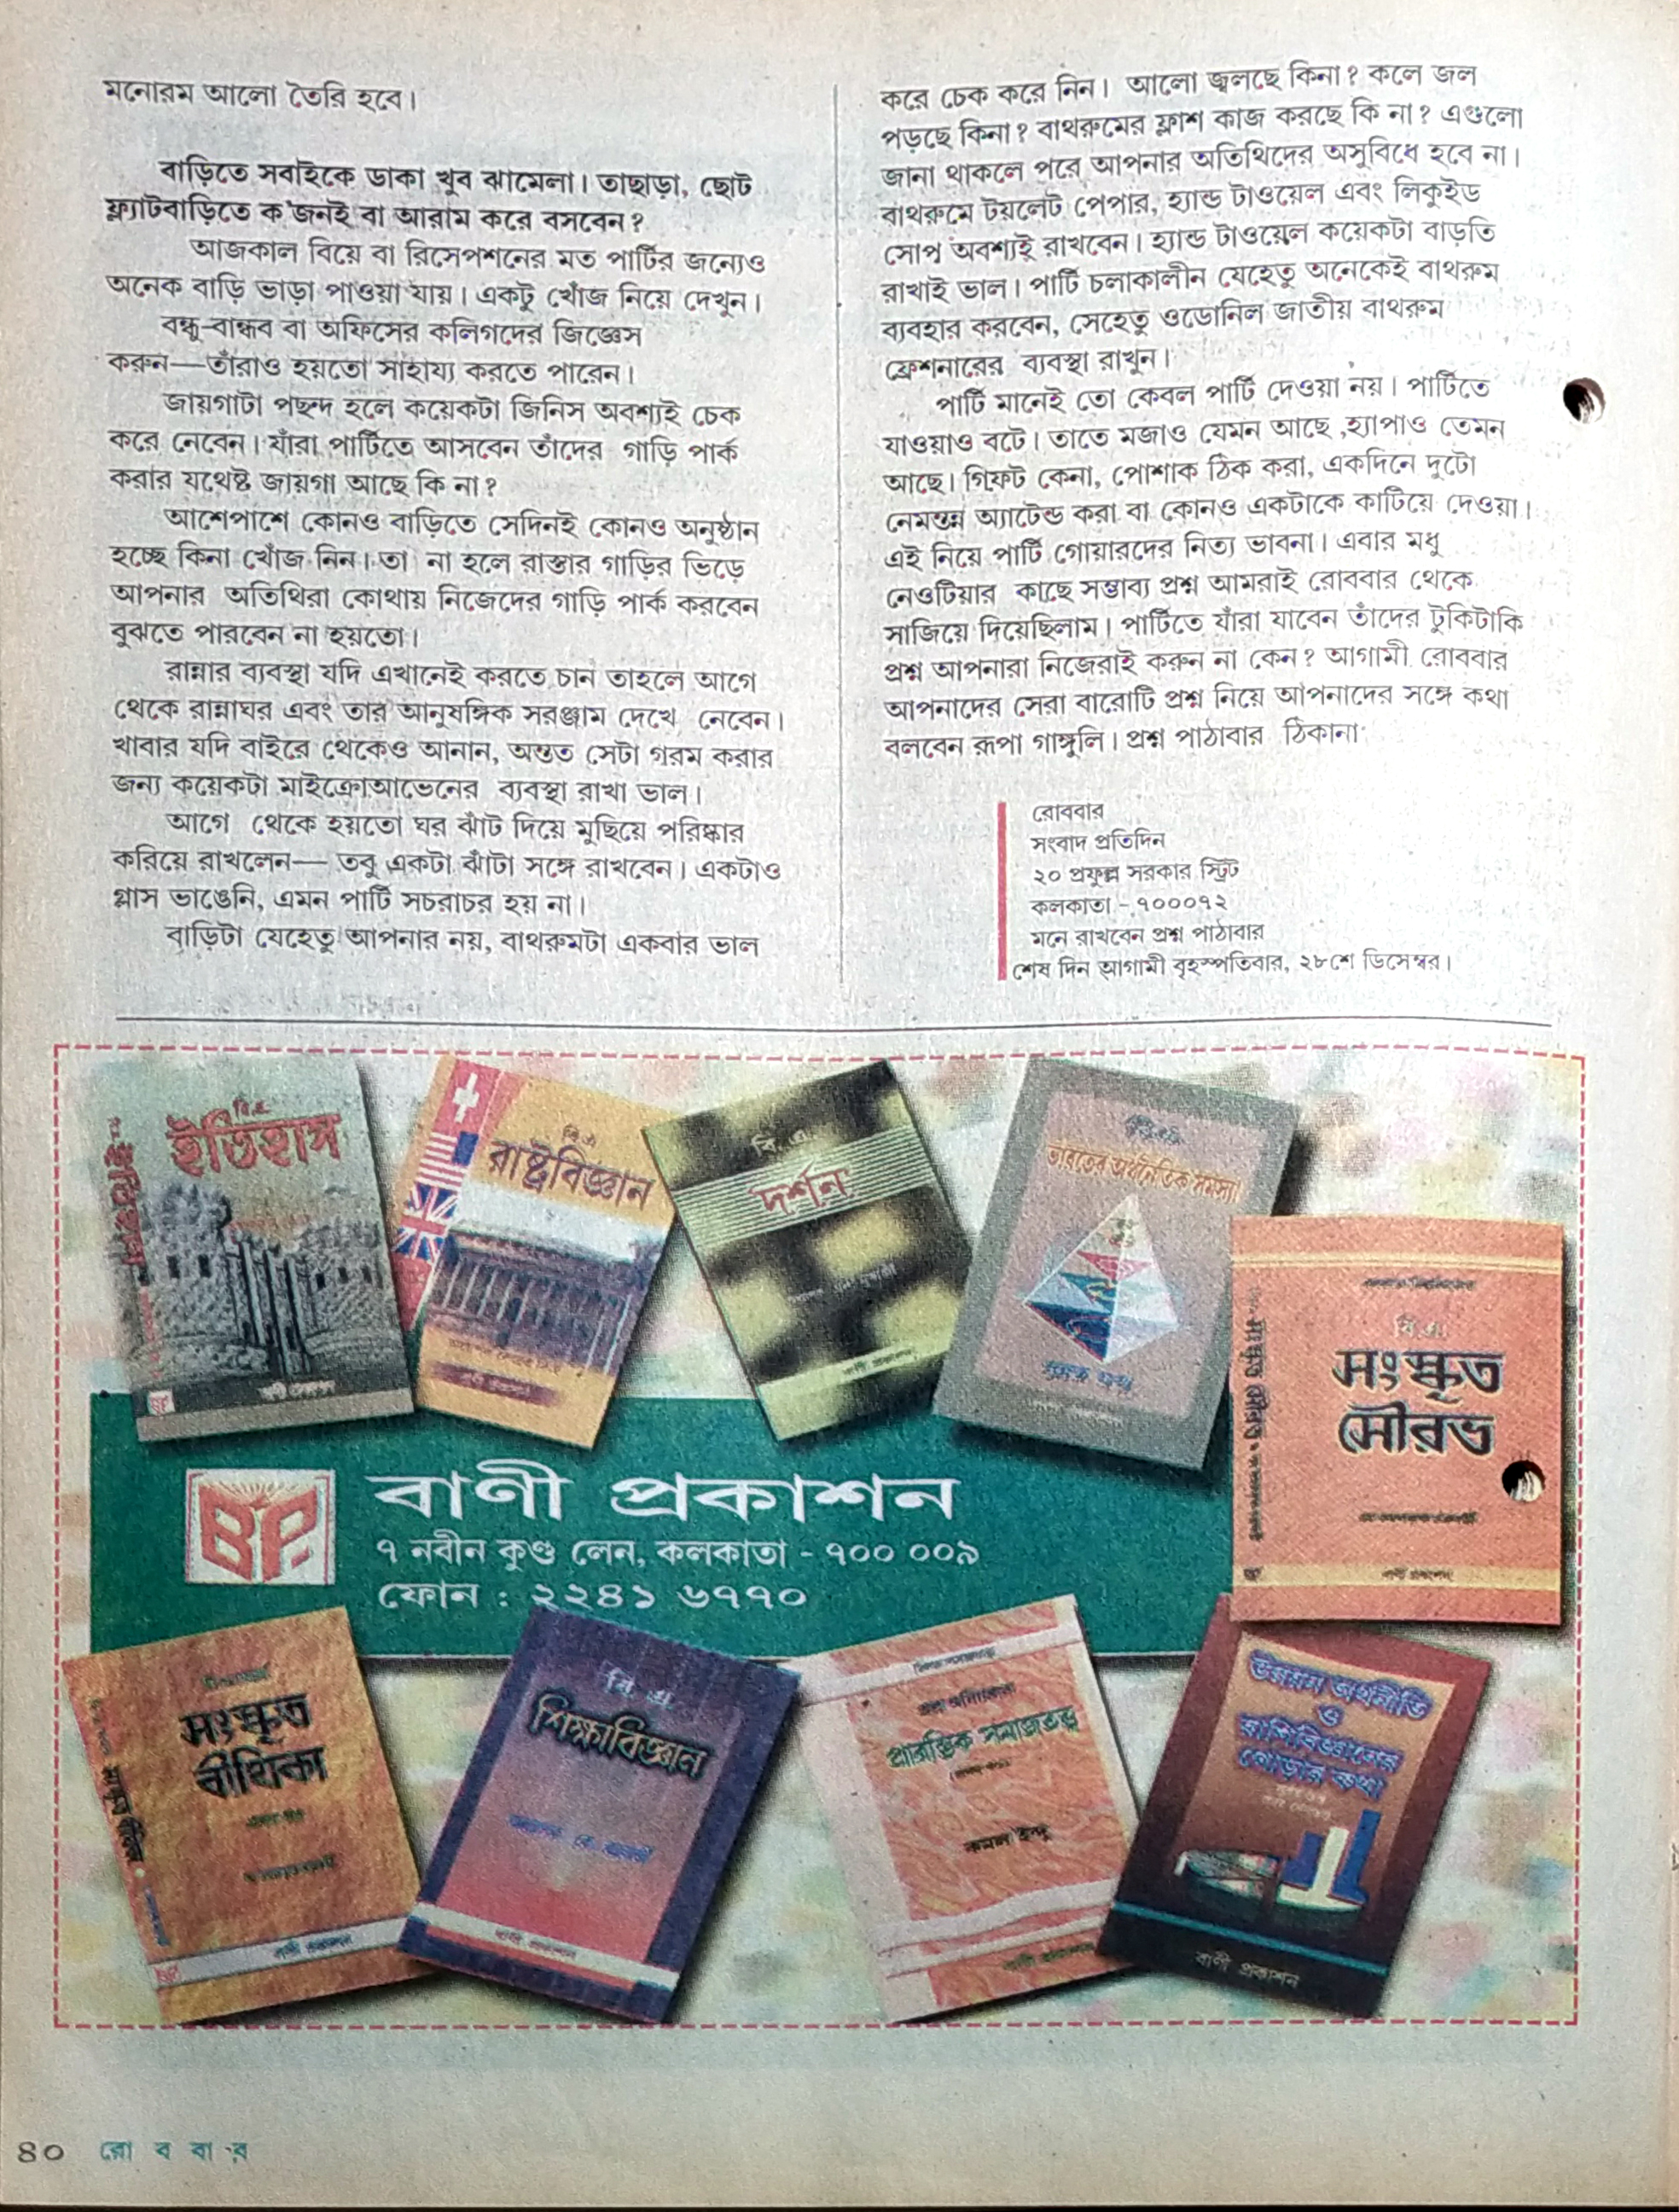 মনোরম আলো তৈরি হবে।
বাড়িতে সবাইকে ডাকা খুব ঝামেলা। তাছাড়া, ছোট
ফ্ল্যাটবাড়িতে ক'জনই বা আরাম করে বসবেন?
আজকাল বিয়ে বা রিসেপশনের মত পার্টির জন্যেও
অনেক বাড়ি ভাড়া পাওয়া যায়। একটু খোঁজ নিয়ে দেখুন।
বন্ধু-বান্ধব বা অফিসের কলিগদের জিজ্ঞেস
করুন—তাঁরাও হয়তো সাহায্য করতে পারেন।
জায়গাটা পছন্দ হলে কয়েকটা জিনিস অবশ্যই চেক
করে নেবেন। যাঁরা পার্টিতে আসবেন তাঁদের গাড়ি পার্ক
করার যথেষ্ট জায়গা আছে কি না?
আশেপাশে কোনও বাড়িতে সেদিনই কোনও অনুষ্ঠান
হচ্ছে কিনা খোঁজ নিন। তা না হলে রাস্তার গাড়ির ভিড়ে
আপনার অতিথিরা কোথায় নিজেদের গাড়ি পার্ক করবেন
বুঝতে পারবেন না হয়তো।
রান্নার ব্যবস্থা যদি এখানেই করতে চান তাহলে আগে
থেকে রান্নাঘর এবং তার আনুষঙ্গিক সরঞ্জাম দেখে নেবেন।
খাবার যদি বাইরে থেকেও আনান, অন্তত সেটা গরম করার
জন্য কয়েকটা মাইক্রোআভেনের ব্যবস্থা রাখা ভাল।
আগে থেকে হয়তো ঘর ঝাঁট দিয়ে মুছিয়ে পরিষ্কার
করিয়ে রাখলেন— তবু একটা ঝাঁটা সঙ্গে রাখবেন। একটাও
গ্লাস ভাঙেনি, এমন পার্টি সচরাচর হয় না।
বাড়িটা যেহেতু আপনার নয়, বাথরুমটা একবার ভাল
করে চেক করে নিন। আলো জ্বলছে কিনা? কলে জল
পড়ছে কিনা? বাথরুমের ফ্লাশ কাজ করছে কি না? এগুলো
জানা থাকলে পরে আপনার অতিথিদের অসুবিধে হবে না।
বাথরুমে টয়লেট পেপার, হ্যান্ড টাওয়েল এবং লিকুইড
সোপ অবশ্যই রাখবেন। হ্যান্ড টাওয়েল কয়েকটা বাড়তি
রাখাই ভাল। পার্টি চলাকালীন যেহেতু অনেকেই বাথরুম
ব্যবহার করবেন, সেহেতু ওডোনিল জাতীয় বাথরুম
ফ্রেশনারের ব্যবস্থা রাখুন।
পার্টি মানেই তো কেবল পার্টি দেওয়া নয়। পার্টিতে
যাওয়াও বটে। তাতে মজাও যেমন আছে ,হ্যাপাও তেমন
আছে। গিফট কেনা, পোশাক ঠিক করা, একদিনে দুটো
নেমন্তন্ন অ্যাটেন্ড করা বা কোনও একটাকে কাটিয়ে দেওয়া।
এই নিয়ে পার্টি গোয়ারদের নিত্য ভাবনা। এবার মধু
নেওটিয়ার কাছে সম্ভাব্য প্রশ্ন আমরাই রোববার থেকে
সাজিয়ে দিয়েছিলাম। পার্টিতে যাঁরা যাবেন তাঁদের টুকিটাকি
প্রশ্ন আপনারা নিজেরাই করুন না কেন? আগামী রোববার
আপনাদের সেরা বারোটি প্রশ্ন নিয়ে আপনাদের সঙ্গে কথা
বলবেন রূপা গাঙ্গুলি। প্রশ্ন পাঠাবার ঠিকানা
রোববার
সংবাদ প্রতিদিন
২০ প্রফুল্ল সরকার স্ট্রিট
কলকাতা - ৭০০০৭২
মনে রাখবেন প্রশ্ন পাঠাবার
শেষ দিন আগামী বৃহস্পতিবার, ২৮শে ডিসেম্বর।
বি.এ.
ইতিহাস
বি.এ.
রাষ্ট্রবিজ্ঞান
বি.এ.
দর্শন
ভারতের অর্থনৈতিক সমস্যা
বি.এ.
সংস্কৃত
সৌরভ
BP
বাণী প্রকাশন
৭ নবীন কুণ্ডু লেন, কলকাতা - ৭০০ ০০৯
ফোন : ২২৪১ ৬৭৭০
সংস্কৃত
বীথিকা
বি.এ.
শিক্ষাবিজ্ঞান
বাণী প্রকাশন
প্রারম্ভিক সমাজতত্ত্ব
উন্নয়ন অর্থনীতি
ও
গোড়ার কথা
বাণী প্রকাশন
৪০ রো ব বা র